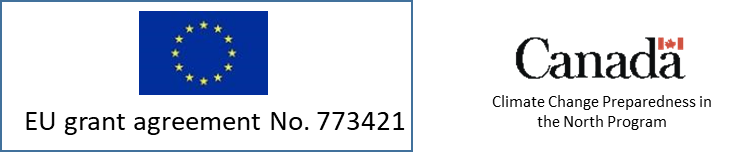 EU grant agreement No. 773421
Canada
Climate Change Preparedness in
the North Program